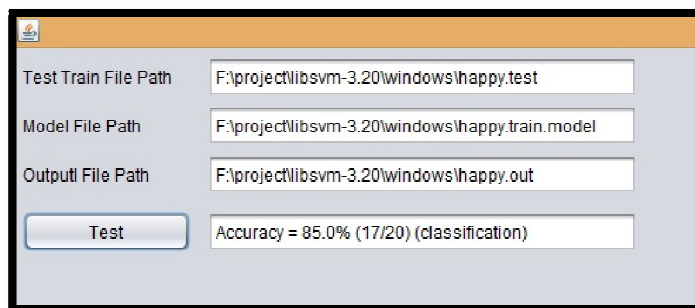 Test Train File Path F:\project\libsvm-3.20\windows\happy.test
Model File Path F:\project\libsvm-3.20\windows\happy.train.model
Outputl File Path F:\project\libsvm-3.20\windows\happy.out
Test Accuracy = 85.0% (17/20) (classification)